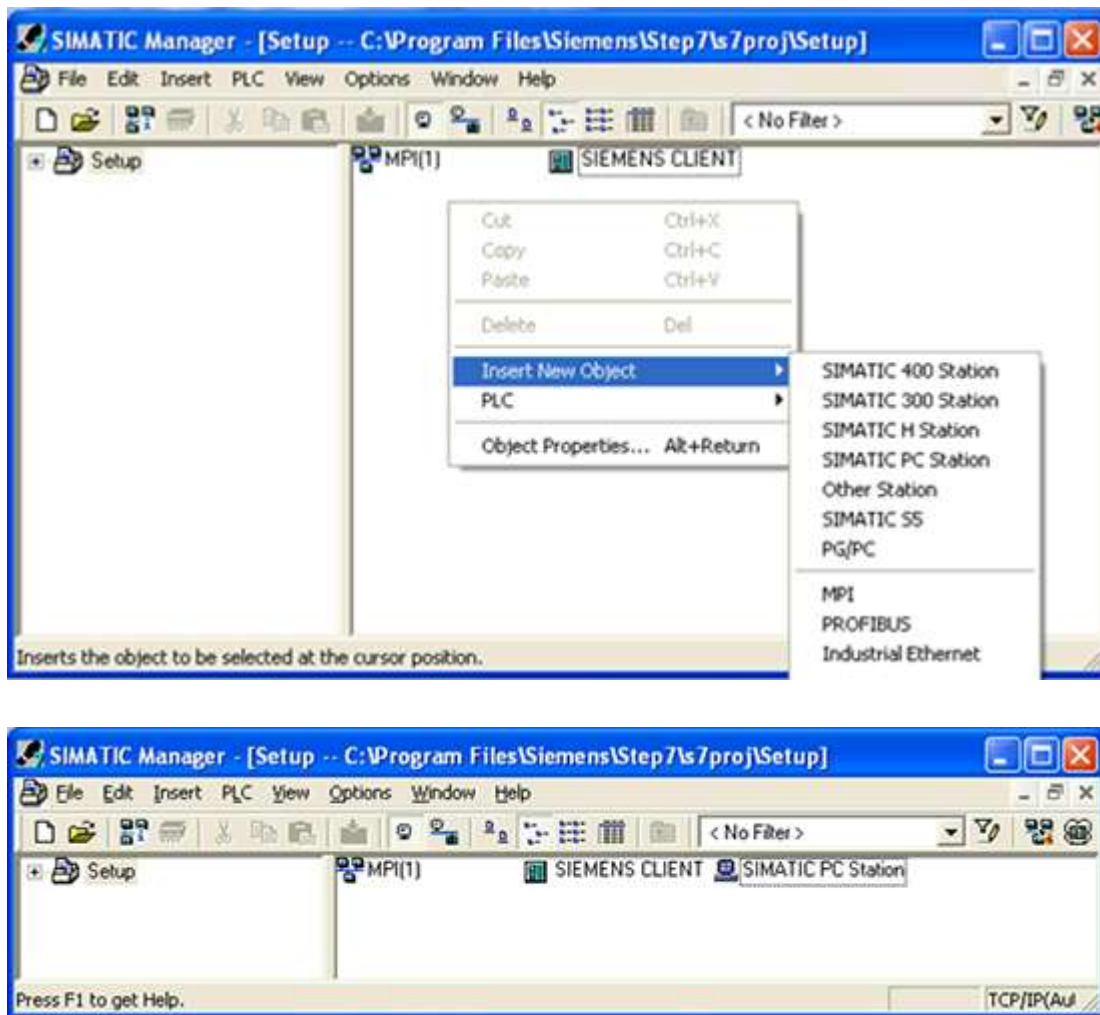 SIMATIC Manager - [Setup -- C:\Program Files\Siemens\Step7\s7proj\Setup]
File Edit Insert PLC View Options Window Help
< No Filter >
Setup
MPI(1) SIEMENS CLIENT
Cut Ctrl+X
Copy Ctrl+C
Paste Ctrl+V
Delete Del
Insert New Object
PLC
Object Properties... Alt+Return
SIMATIC 400 Station
SIMATIC 300 Station
SIMATIC H Station
SIMATIC PC Station
Other Station
SIMATIC S5
PG/PC
MPI
PROFIBUS
Industrial Ethernet
Inserts the object to be selected at the cursor position.
SIMATIC Manager - [Setup -- C:\Program Files\Siemens\Step7\s7proj\Setup]
File Edit Insert PLC View Options Window Help
< No Filter >
Setup
MPI(1) SIEMENS CLIENT SIMATIC PC Station
Press F1 to get Help.
TCP/IP(Aut